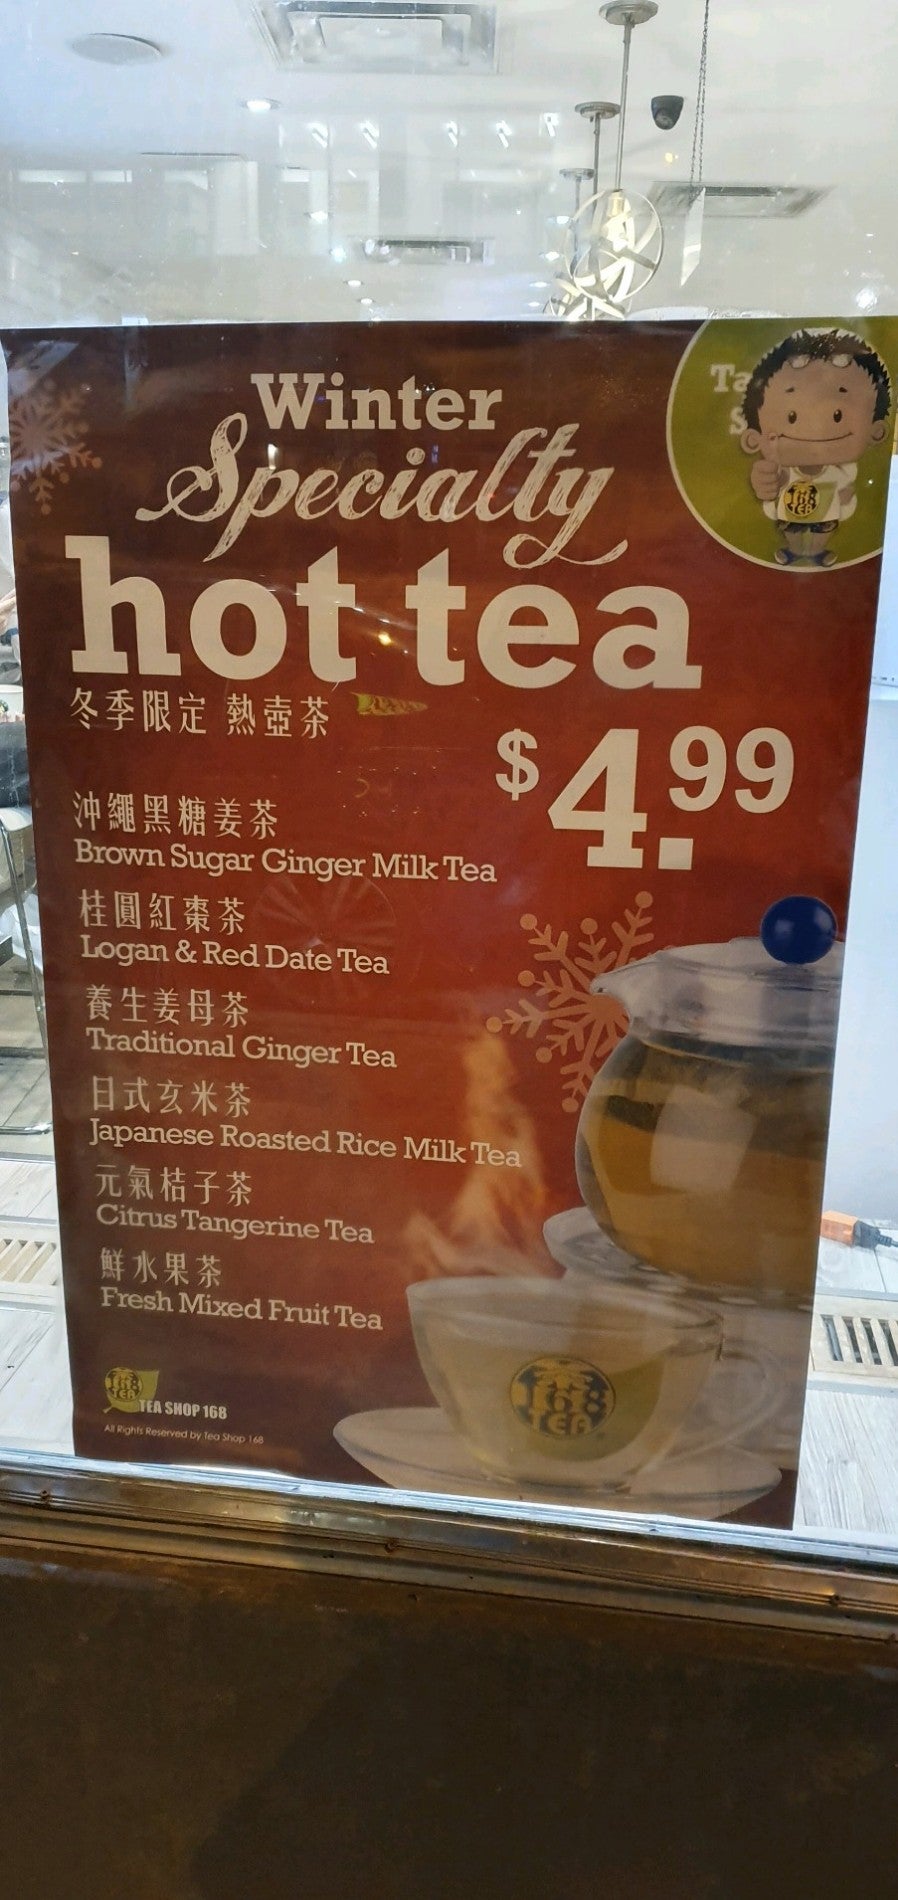 Winter
Specialty
hot tea
冬季限定 熱壺茶
$4.99
沖繩黑糖姜茶
Brown Sugar Ginger Milk Tea
桂圓紅棗茶
Logan & Red Date Tea
養生姜母茶
Traditional Ginger Tea
日式玄米茶
Japanese Roasted Rice Milk Tea
元氣桔子茶
Citrus Tangerine Tea
鮮水果茶
Fresh Mixed Fruit Tea
TEA SHOP 168
All Rights Reserved by Tea Shop 168